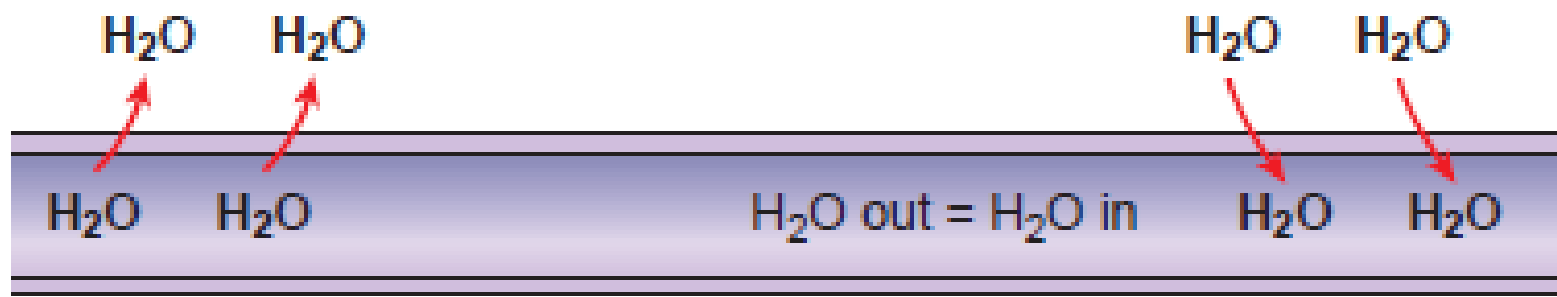 H₂O H₂O H₂O H₂O
H₂O H₂O H₂O out = H₂O in H₂O H₂O